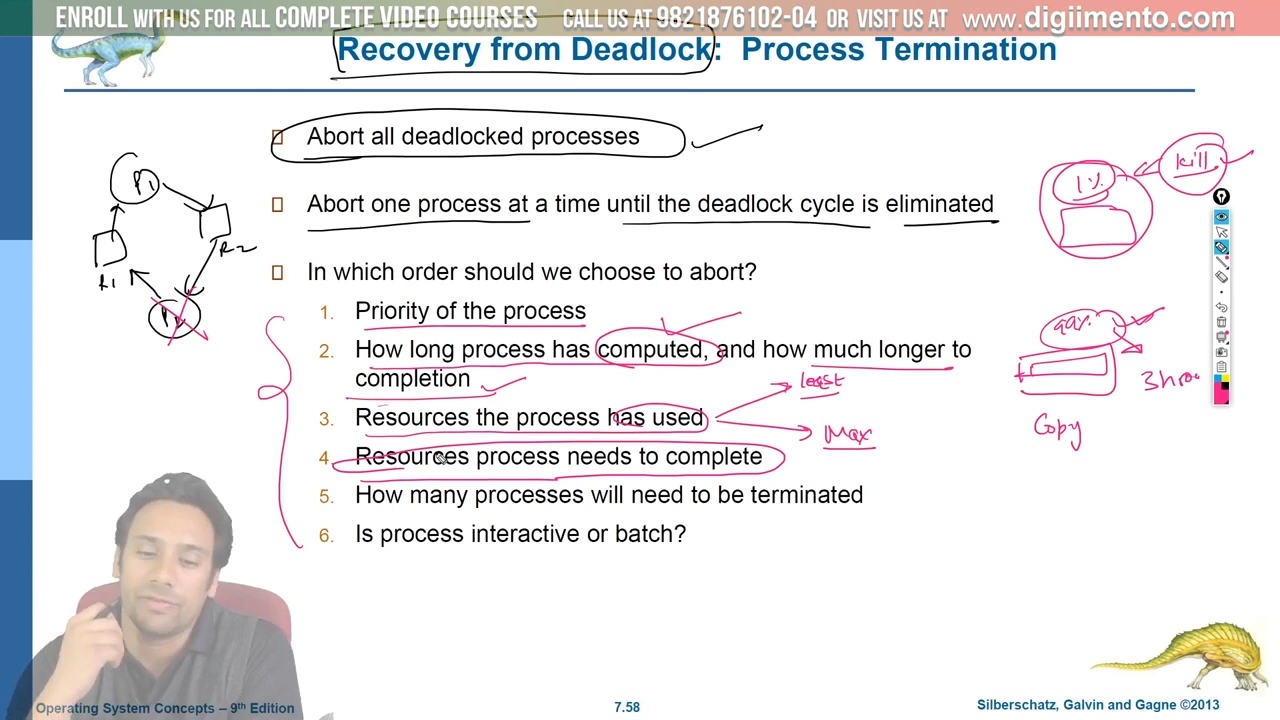 ENROLL WITH US FOR ALL COMPLETE VIDEO COURSES CALL US AT 9821876102-04 OR VISIT US AT www.digiimento.com
Recovery from Deadlock: Process Termination
Abort all deadlocked processes
Abort one process at a time until the deadlock cycle is eliminated
In which order should we choose to abort?
1. Priority of the process
2. How long process has computed, and how much longer to
completion
3. Resources the process has used
4. Resources process needs to complete
5. How many processes will need to be terminated
6. Is process interactive or batch?
P1
R2
R1
1%
kill
99%
Copy
least
Max
Operating System Concepts – 9th Edition
7.58
Silberschatz, Galvin and Gagne ©2013